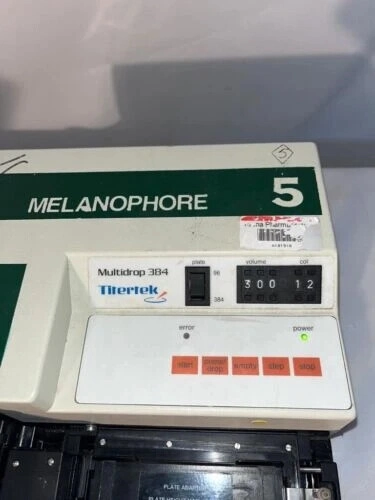 5
MELANOPHORE 5
Multidrop 384
Titertek
plate
96
384
volume col
300 12
error
power
start
empty
step
stop
PLATE ADAPTOR